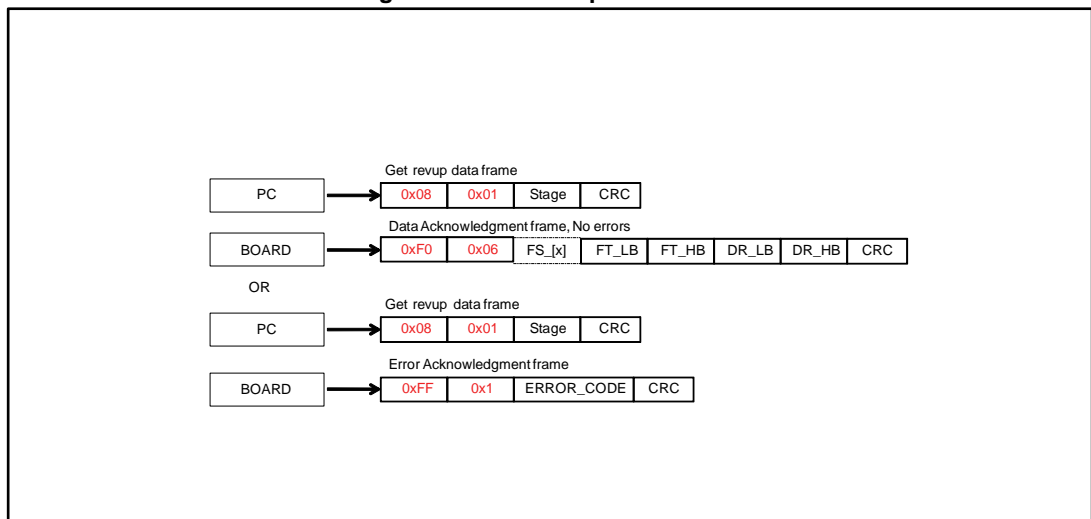 Get revup data frame
PC 0x08 0x01 Stage CRC
Data Acknowledgment frame, No errors
BOARD 0xF0 0x06 FS_[x] FT_LB FT_HB DR_LB DR_HB CRC
OR
Get revup data frame
PC 0x08 0x01 Stage CRC
Error Acknowledgment frame
BOARD 0xFF 0x1 ERROR_CODE CRC